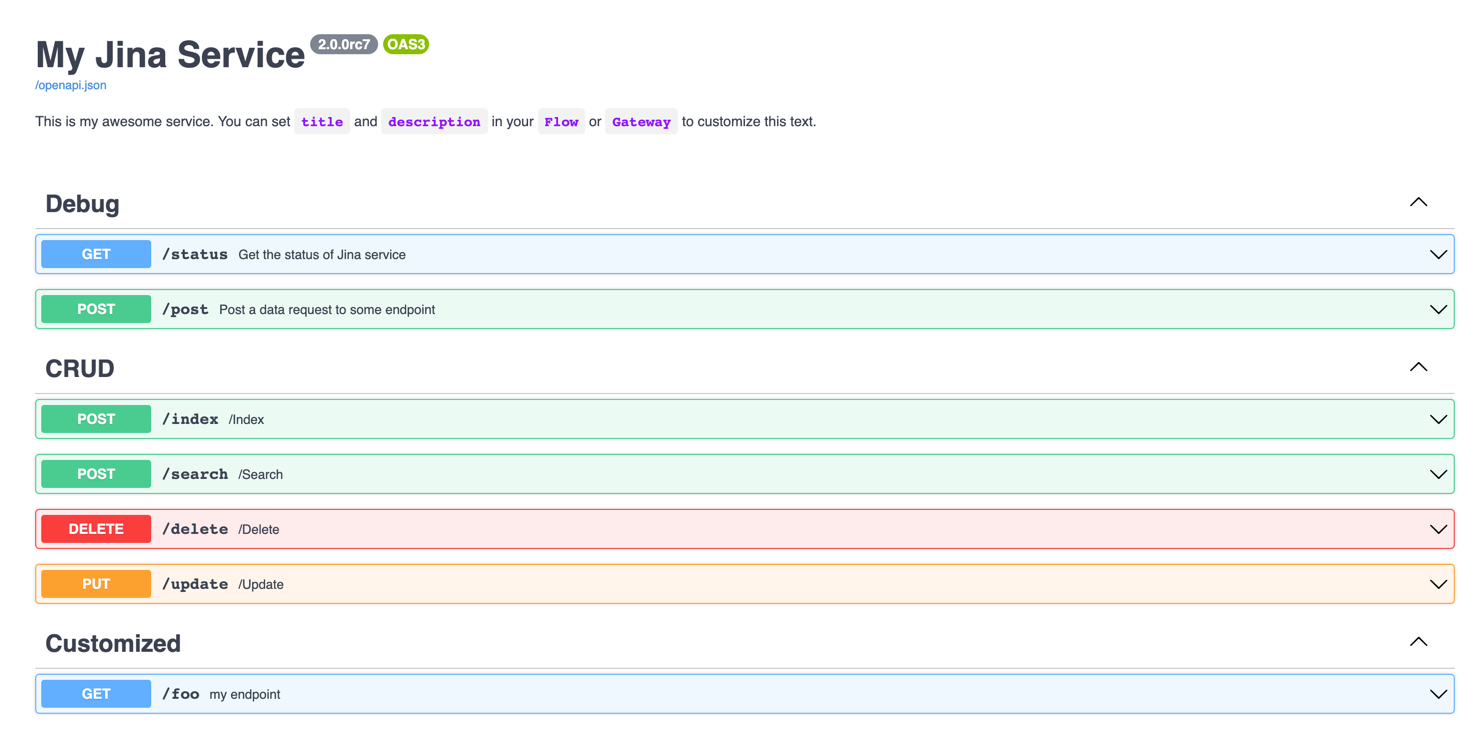 My Jina Service 2.0.0rc7 OAS3
/openapi.json
This is my awesome service. You can set title and description in your Flow or Gateway to customize this text.
Debug
GET /status Get the status of Jina service
POST /post Post a data request to some endpoint
CRUD
POST /index /Index
POST /search /Search
DELETE /delete /Delete
PUT /update /Update
Customized
GET /foo my endpoint